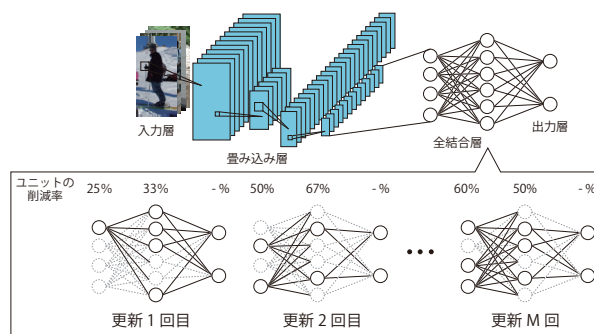 入力層
畳み込み層
全結合層
出力層
ユニットの
削減率
25% 33% - % 50% 67% - % 60% 50% - %
更新 1 回目 更新 2 回目 更新 M 回